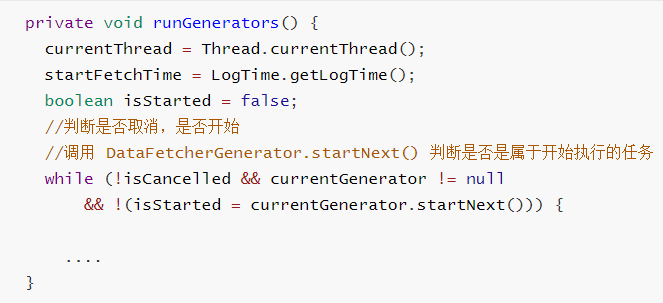 private void runGenerators() {
currentThread = Thread.currentThread();
startFetchTime = LogTime.getLogTime();
boolean isStarted = false;
//判断是否取消，是否开始
//调用 DataFetcherGenerator.startNext() 判断是否是属于开始执行的任务
while (!isCancelled && currentGenerator != null
&& !(isStarted = currentGenerator.startNext())) {
....
}